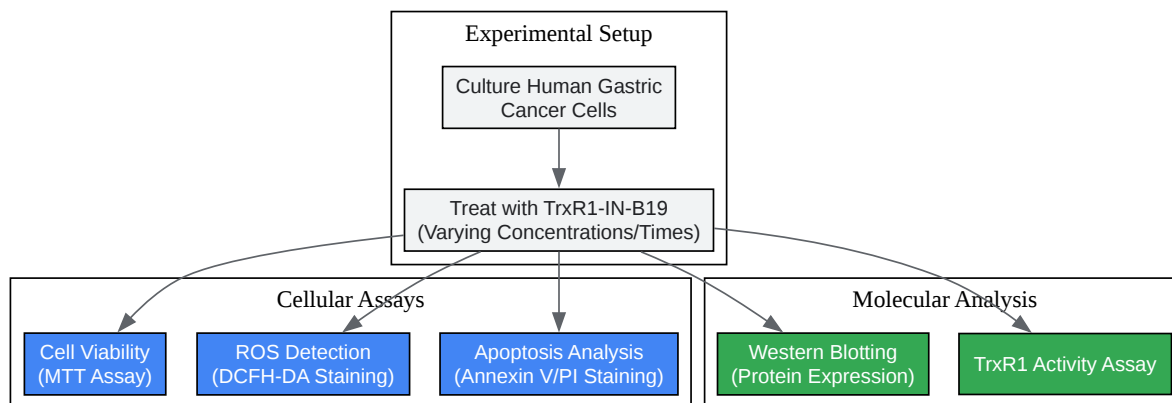 Experimental Setup
Culture Human Gastric
Cancer Cells
Treat with TrxR1-IN-B19
(Varying Concentrations/Times)
Cellular Assays
Cell Viability
(MTT Assay)
ROS Detection
(DCFH-DA Staining)
Apoptosis Analysis
(Annexin V/PI Staining)
Molecular Analysis
Western Blotting
(Protein Expression)
TrxR1 Activity Assay